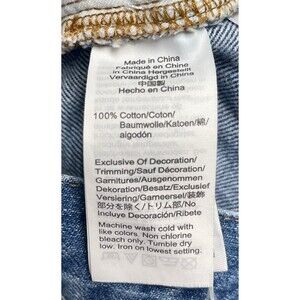 Made in China
Fabriqué en Chine
in China Hergestellt
Vervaardigd in China
中国製
Hecho en China
100% Cotton/Coton/
Baumwolle/Katoen/綿/
algodón
Exclusive Of Decoration/
Trimming/Sauf Décoration/
Garnitures/Ausgenommen
Dekoration/Besatz/Exclusief
Versiering/Garneersel/装飾
部分を除く/トリム部/No
Incluye Decoración/Ribete
Machine wash cold with
like colors. Non chlorine
bleach only. Tumble dry
low. Iron on lowest setting.